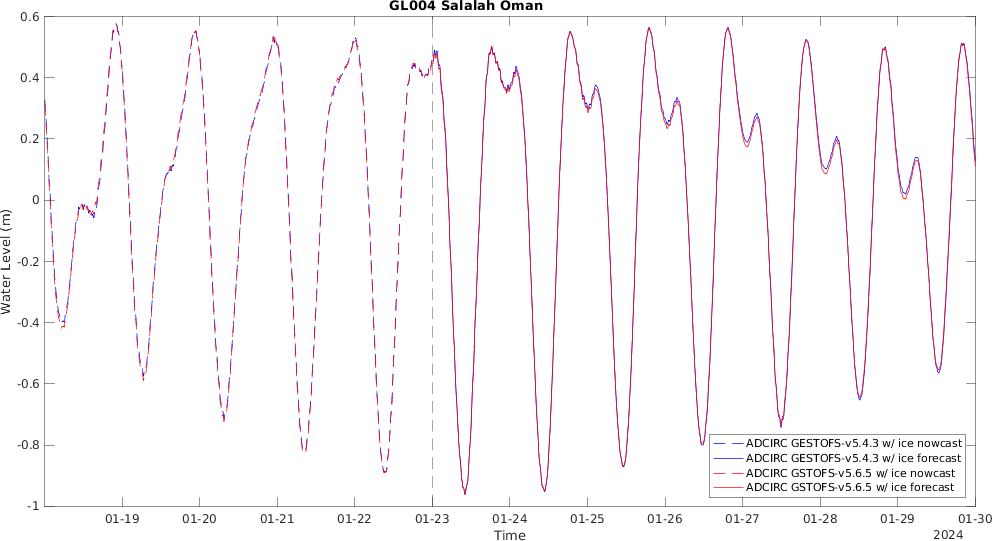 GL004 Salalah Oman
0.6
0.4
0.2
0
-0.2
-0.4
-0.6
-0.8
-1
Water Level (m)
ADCIRC GESTOFS-v5.4.3 w/ ice nowcast
ADCIRC GESTOFS-v5.4.3 w/ ice forecast
ADCIRC GSTOFS-v5.6.5 w/ ice nowcast
ADCIRC GSTOFS-v5.6.5 w/ ice forecast
01-19 01-20 01-21 01-22 01-23 01-24 01-25 01-26 01-27 01-28 01-29 01-30
Time
2024